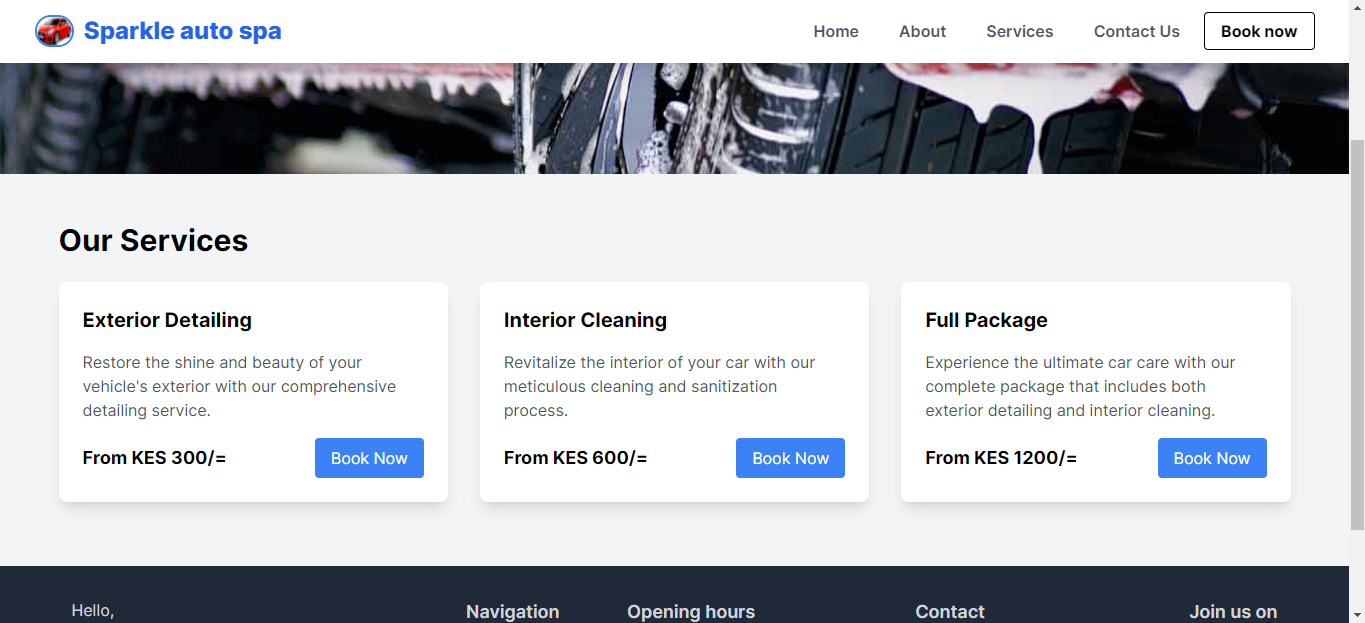 Sparkle auto spa
Home About Services Contact Us Book now
Our Services
Exterior Detailing
Restore the shine and beauty of your
vehicle's exterior with our comprehensive
detailing service.
From KES 300/= Book Now
Interior Cleaning
Revitalize the interior of your car with our
meticulous cleaning and sanitization
process.
From KES 600/= Book Now
Full Package
Experience the ultimate car care with our
complete package that includes both
exterior detailing and interior cleaning.
From KES 1200/= Book Now
Hello,
Navigation
Opening hours
Contact
Join us on